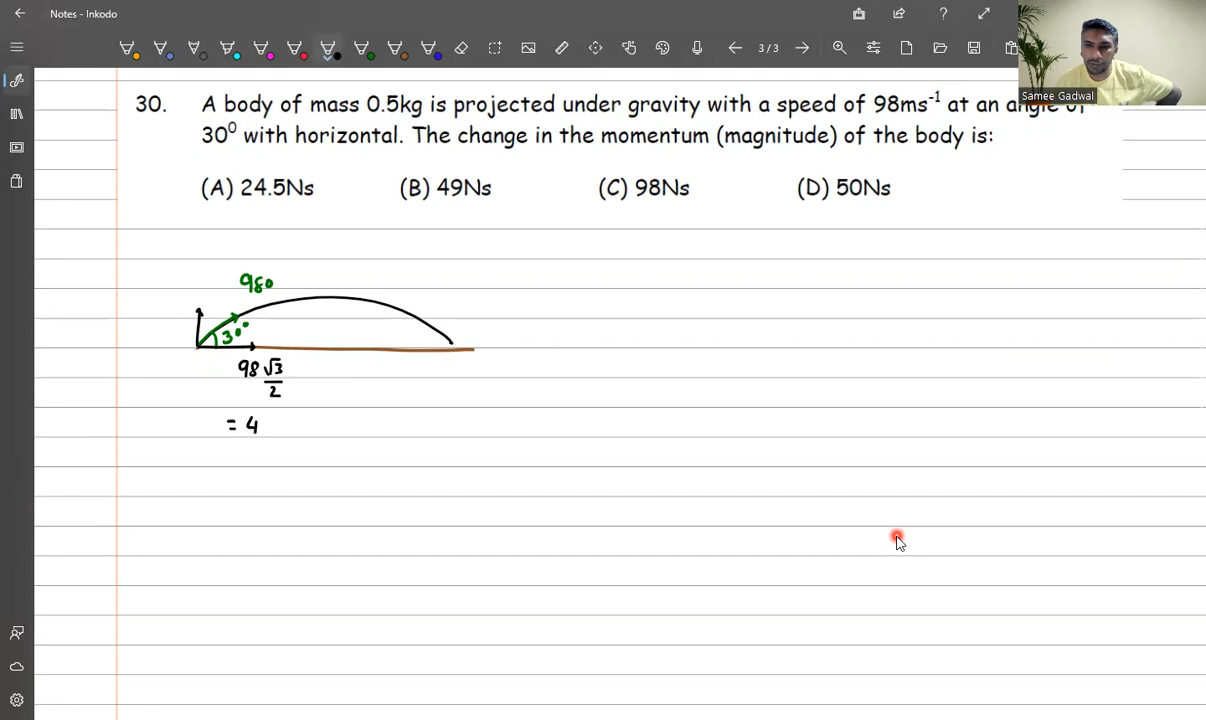 Notes - Inkodo
3/3
Samee Gadwal
30. A body of mass 0.5kg is projected under gravity with a speed of 98ms⁻¹ at an angle of
30⁰ with horizontal. The change in the momentum (magnitude) of the body is:
(A) 24.5Ns (B) 49Ns (C) 98Ns (D) 50Ns
980
30°
98 √3/2
= 4